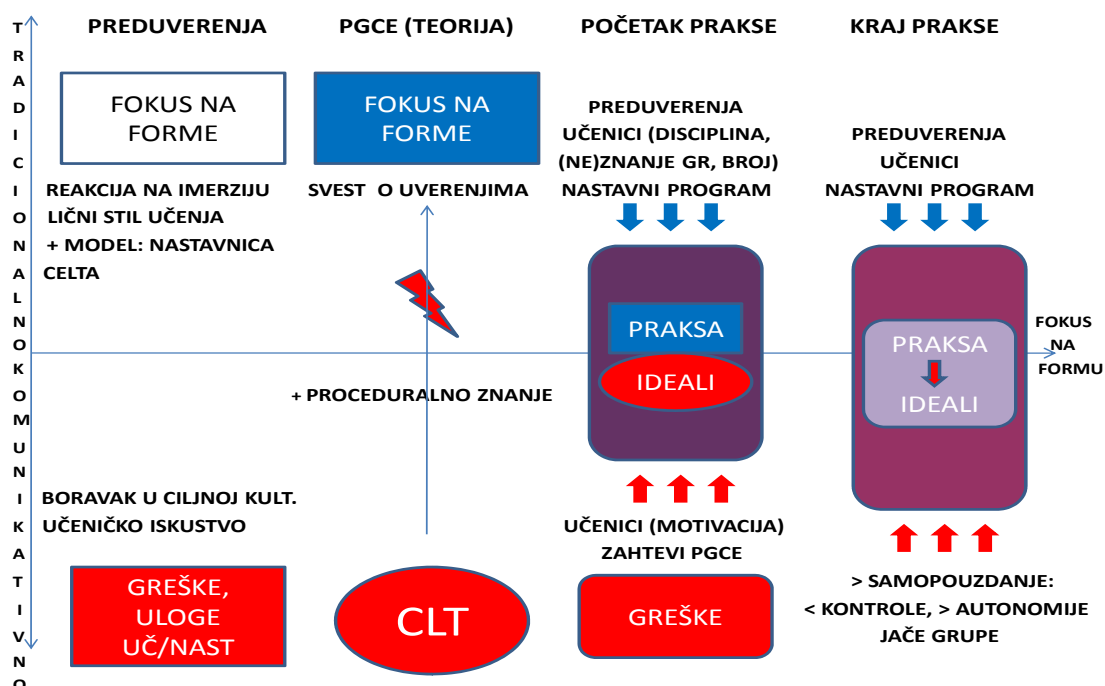 TRADICIONALNO
KOMUNIKATIVNO
PREDUVERENJA
FOKUS NA
FORME
REAKCIJA NA IMERZIJU
LIČNI STIL UČENJA
+ MODEL: NASTAVNICA
CELTA
BORAVAK U CILJNOJ KULT.
UČENIČKO ISKUSTVO
GREŠKE,
ULOGE
UČ/NAST
PGCE (TEORIJA)
FOKUS NA
FORME
SVEST O UVERENJIMA
+ PROCEDURALNO ZNANJE
CLT
POČETAK PRAKSE
PREDUVERENJA
UČENICI (DISCIPLINA,
(NE)ZNANJE GR, BROJ)
NASTAVNI PROGRAM
PRAKSA
IDEALI
UČENICI (MOTIVACIJA)
ZAHTEVI PGCE
GREŠKE
KRAJ PRAKSE
PREDUVERENJA
UČENICI
NASTAVNI PROGRAM
PRAKSA
IDEALI
FOKUS
NA
FORMU
> SAMOPOUZDANJE:
< KONTROLE, > AUTONOMIJE
JAČE GRUPE